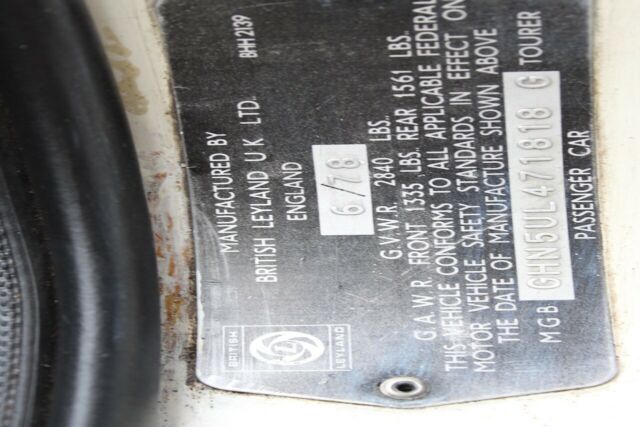 BHH 2139
MANUFACTURED BY
BRITISH LEYLAND U K LTD.
ENGLAND
6/78
G.V.W.R. 2840 LBS.,
G.A.W.R. FRONT 1335 LBS. REAR 1561 LBS.
THIS VEHICLE CONFORMS TO ALL APPLICABLE FEDERAL
MOTOR VEHICLE SAFETY STANDARDS IN EFFECT ON
THE DATE OF MANUFACTURE SHOWN ABOVE
MGB GHN5UL471818 G TOURER
PASSENGER CAR
BRITISH
LEYLAND